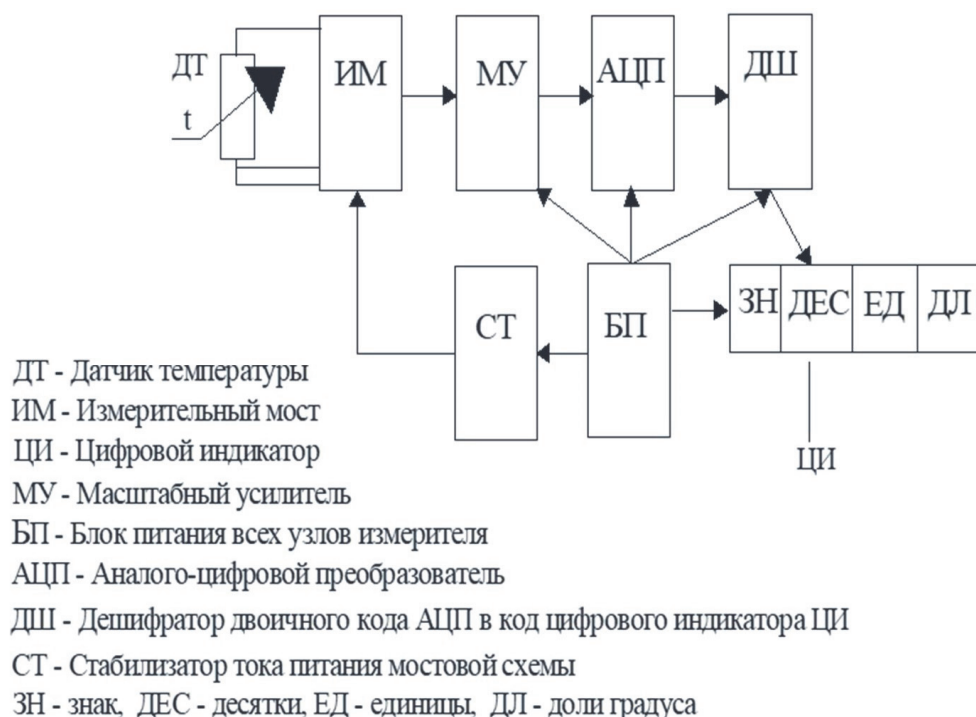 ДТ ИМ МУ АЦП ДШ
t
СТ БП ЗН ДЕС ЕД ДЛ
ЦИ
ДТ - Датчик температуры
ИМ - Измерительный мост
ЦИ - Цифровой индикатор
МУ - Масштабный усилитель
БП - Блок питания всех узлов измерителя
АЦП - Аналого-цифровой преобразователь
ДШ - Дешифратор двоичного кода АЦП в код цифрового индикатора ЦИ
СТ - Стабилизатор тока питания мостовой схемы
ЗН - знак, ДЕС - десятки, ЕД - единицы, ДЛ - доли градуса